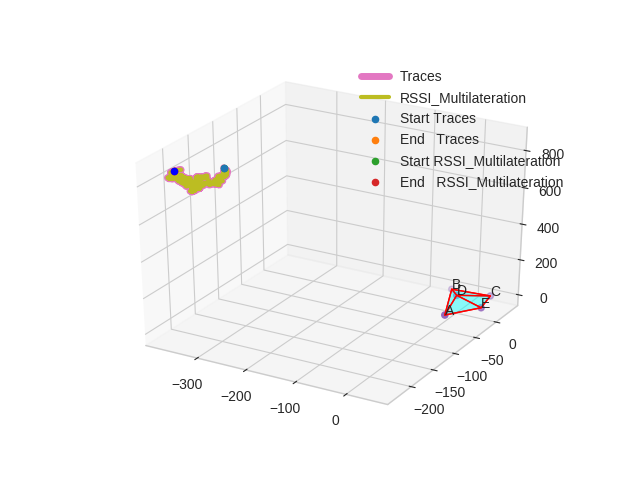 Traces
RSSI_Multilateration
Start Traces
End Traces
Start RSSI_Multilateration
End RSSI_Multilateration
800
600
400
200
0
B
D
C
E
A
0
−50
−100
−150
−200
−300
−200
−100
0